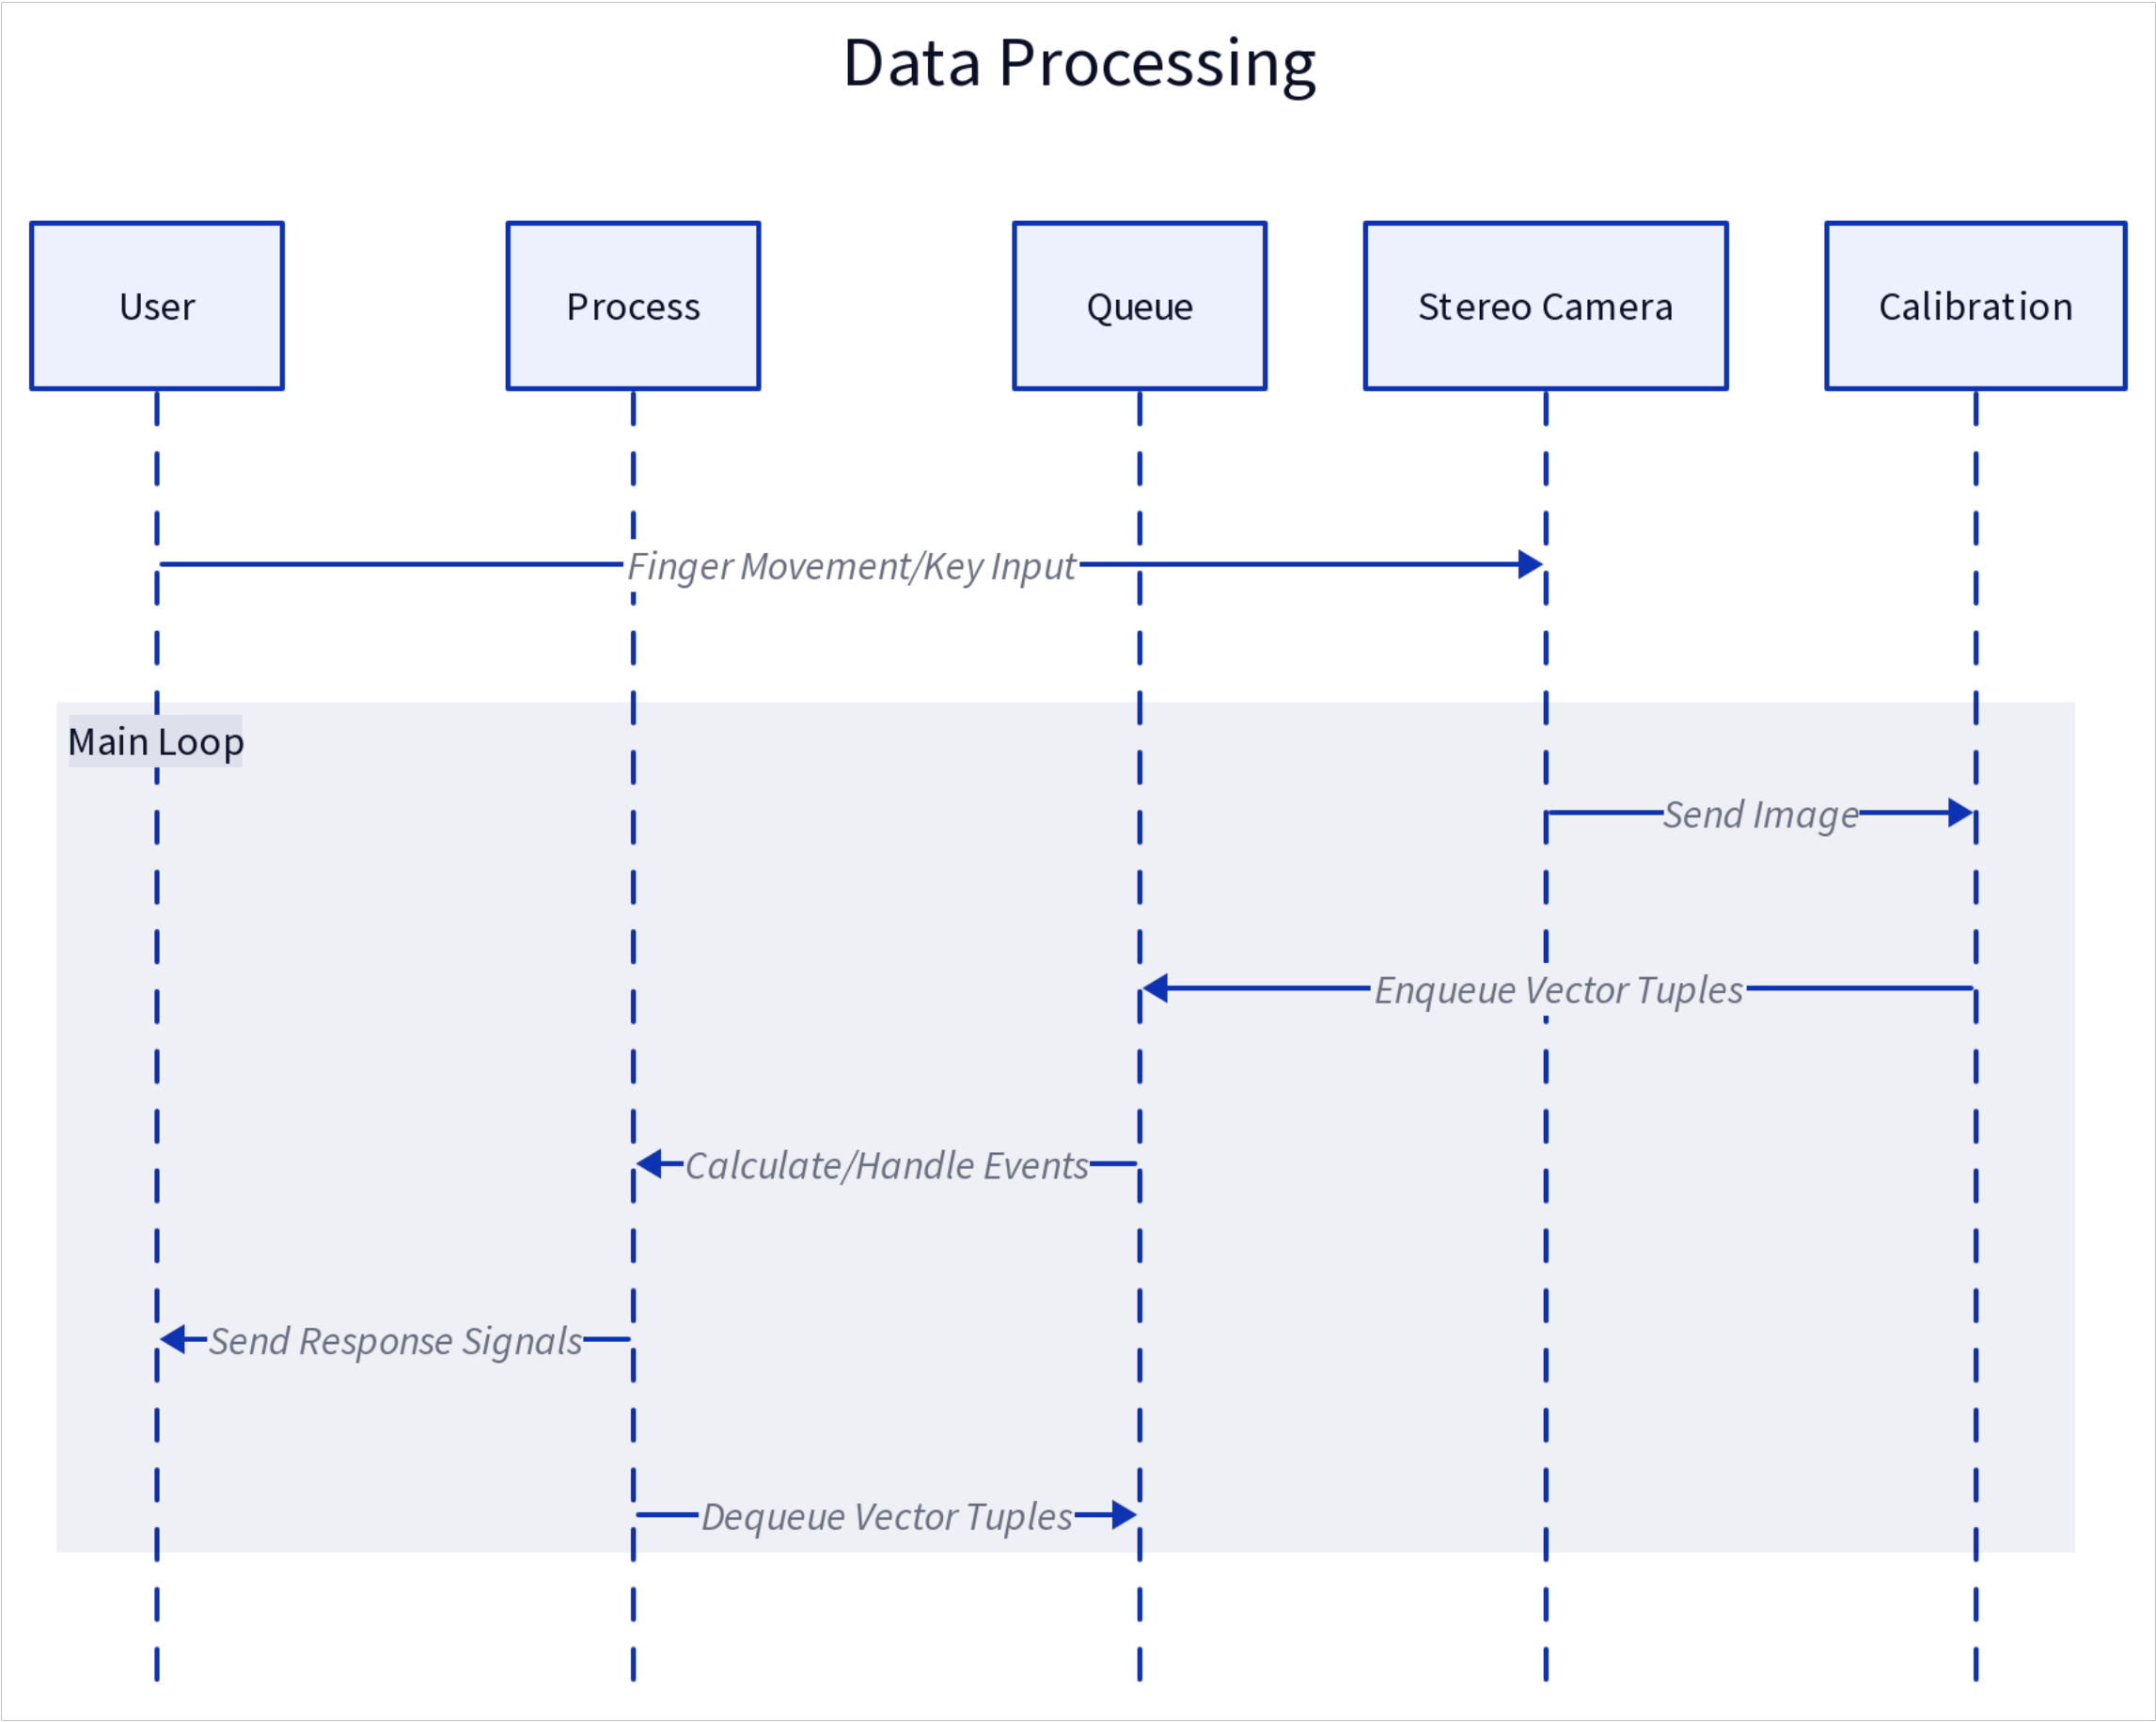 Data Processing
User
Process
Queue
Stereo Camera
Calibration
Finger Movement/Key Input
Main Loop
Send Image
Enqueue Vector Tuples
Calculate/Handle Events
Send Response Signals
Dequeue Vector Tuples